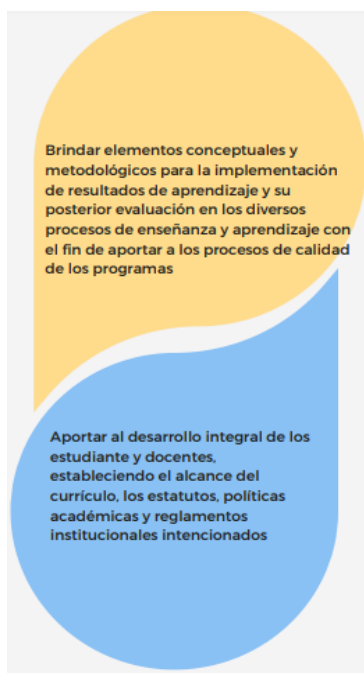 Brindar elementos conceptuales y
metodológicos para la implementación
de resultados de aprendizaje y su
posterior evaluación en los diversos
procesos de enseñanza y aprendizaje con
el fin de aportar a los procesos de calidad
de los programas
Aportar al desarrollo integral de los
estudiante y docentes,
estableciendo el alcance del
currículo, los estatutos, políticas
académicas y reglamentos
institucionales intencionados